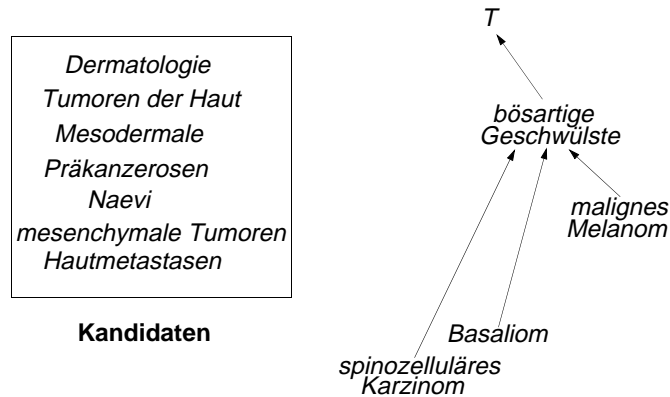 Dermatologie
Tumoren der Haut
Mesodermale
Präkanzerosen
Naevi
mesenchymale Tumoren
Hautmetastasen
Kandidaten
T
bösartige
Geschwülste
malignes
Melanom
Basaliom
spinozelluläres
Karzinom